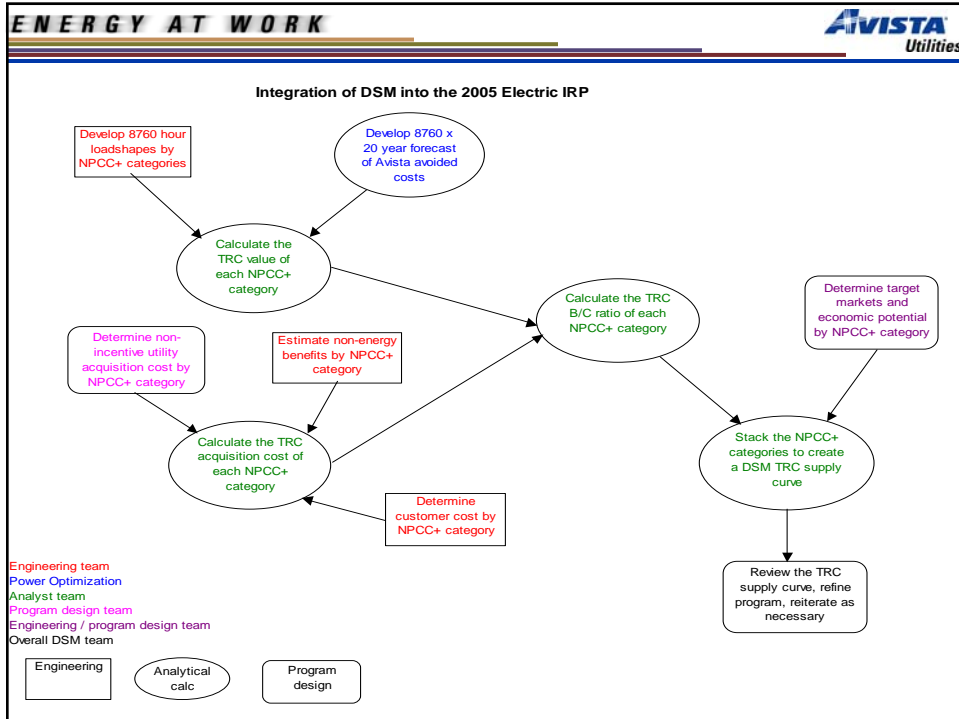 ENERGY AT WORK
AVISTA
Utilities
Integration of DSM into the 2005 Electric IRP
Develop 8760 hour
loadshapes by
NPCC+ categories
Develop 8760 x
20 year forecast
of Avista avoided
costs
Calculate the
TRC value of
each NPCC+
category
Calculate the TRC
B/C ratio of each
NPCC+ category
Determine target
markets and
economic potential
by NPCC+ category
Determine non-
incentive utility
acquisition cost by
NPCC+ category
Estimate non-energy
benefits by NPCC+
category
Calculate the TRC
acquisition cost of
each NPCC+
category
Stack the NPCC+
categories to create
a DSM TRC supply
curve
Determine
customer cost by
NPCC+ category
Review the TRC
supply curve, refine
program, reiterate as
necessary
Engineering team
Power Optimization
Analyst team
Program design team
Engineering / program design team
Overall DSM team
Engineering
Analytical
calc
Program
design